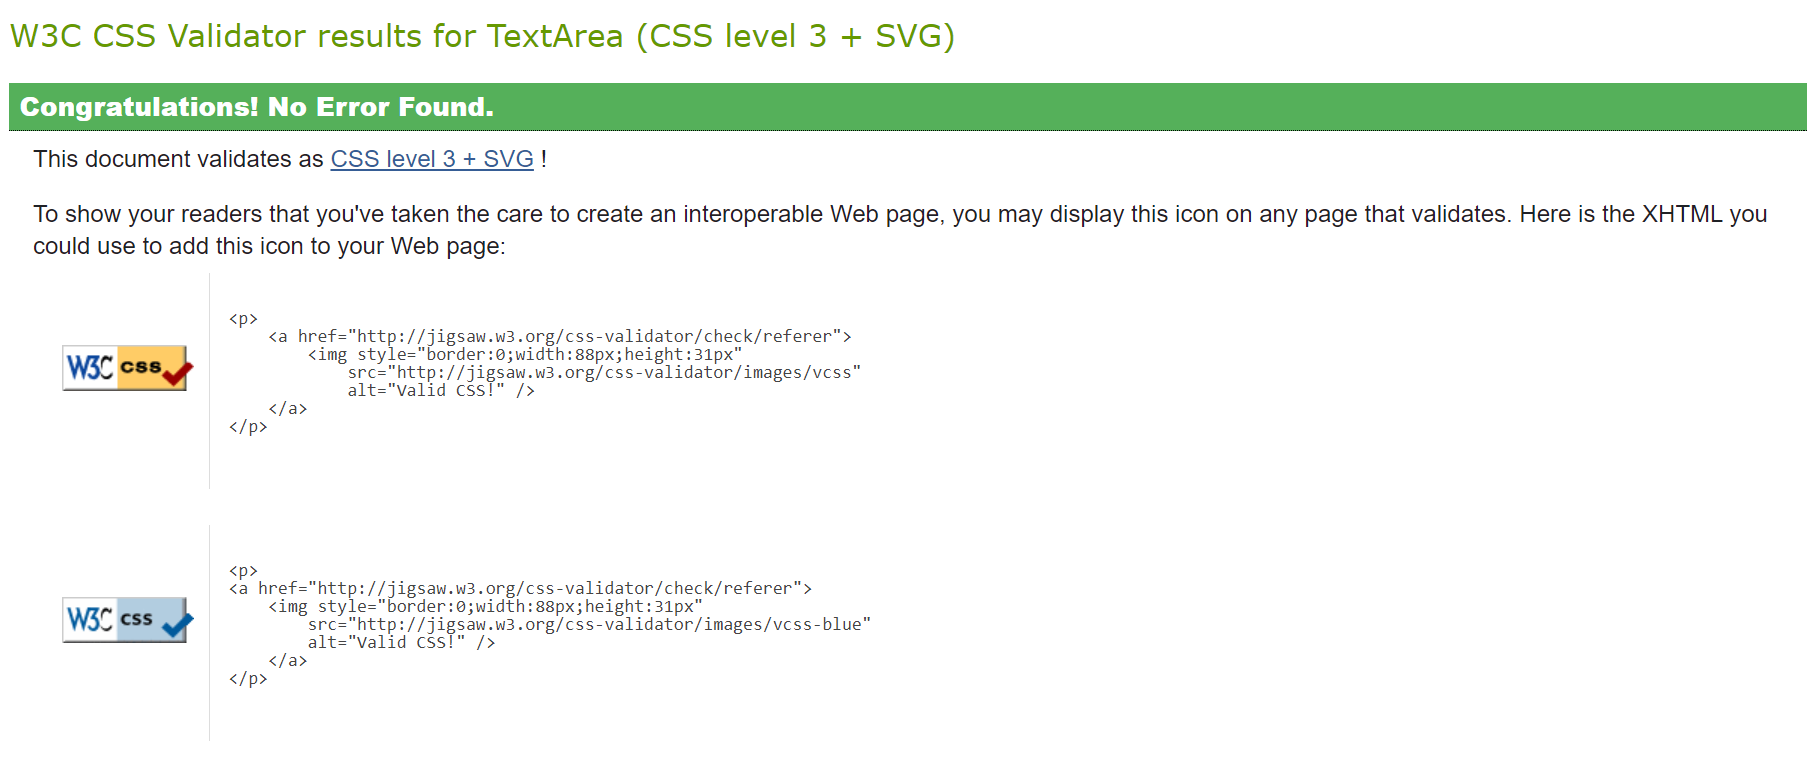 W3C CSS Validator results for TextArea (CSS level 3 + SVG)
Congratulations! No Error Found.
This document validates as CSS level 3 + SVG !
To show your readers that you've taken the care to create an interoperable Web page, you may display this icon on any page that validates. Here is the XHTML you
could use to add this icon to your Web page:
<p>
    <a href="http://jigsaw.w3.org/css-validator/check/referer">
        <img style="border:0;width:88px;height:31px"
W3C css
            src="http://jigsaw.w3.org/css-validator/images/vcss"
            alt="Valid CSS!" />
    </a>
</p>
<p>
<a href="http://jigsaw.w3.org/css-validator/check/referer">
    <img style="border:0;width:88px;height:31px"
W3C css
        src="http://jigsaw.w3.org/css-validator/images/vcss-blue"
        alt="Valid CSS!" />
    </a>
</p>